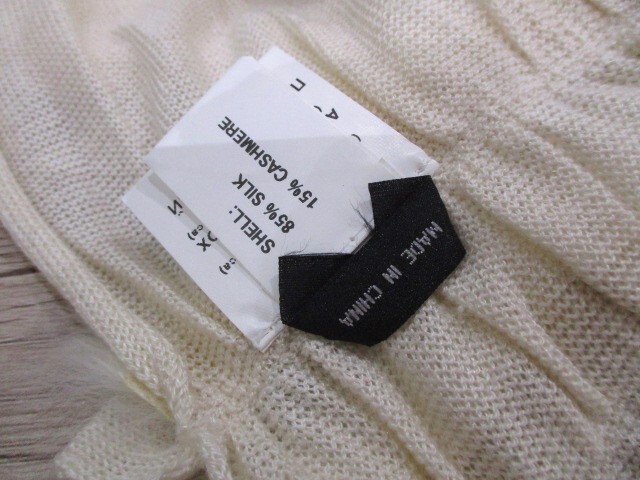 SHELL:
85% SILK
15% CASHMERE
MADE IN CHINA